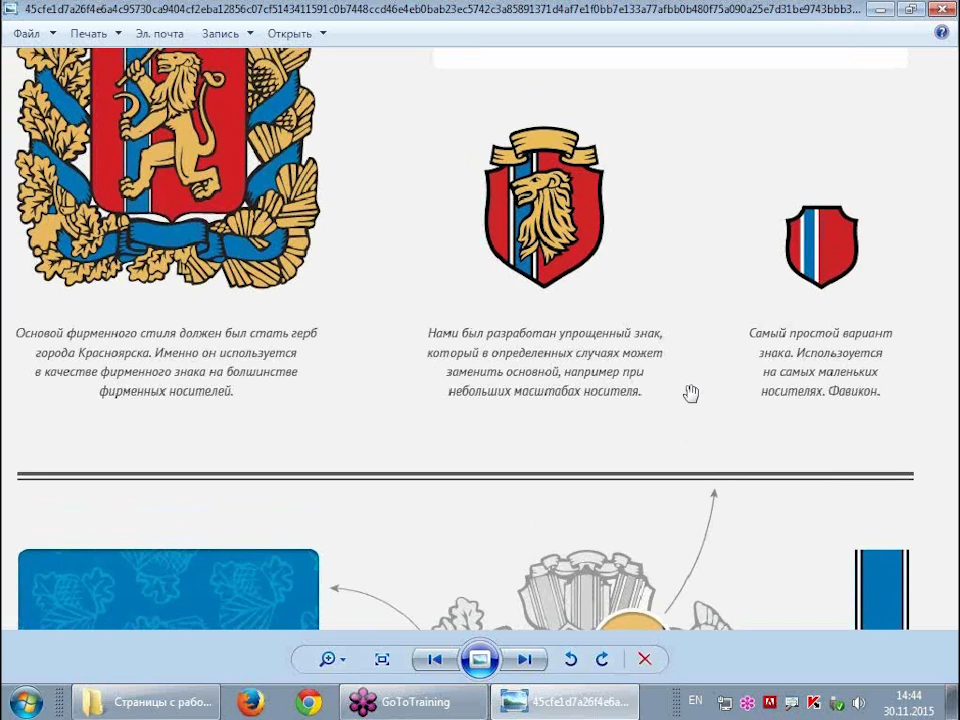 45cfe1d7a26f4e6a4c95730ca9404cf2eba12856c07cf5143411591c0b7448ccd46e4eb0bab23ec5742c3a85891371d4af7e1f0bb7e133a77afbb0b480f75a090a25e7d31be9743bbb3...
Файл Печать Эл. почта Запись Открыть
Основой фирменного стиля должен был стать герб
города Красноярска. Именно он используется
в качестве фирменного знака на болшинстве
фирменных носителей.
Нами был разработан упрощенный знак,
который в определенных случаях может
заменить основной, например при
небольших масштабах носителя.
Самый простой вариант
знака. Использоуется
на самых маленьких
носителях. Фавикон.
Страницы с рабо...
GoToTraining
45cfe1d7a26f4e6a...
EN
14:44
30.11.2015